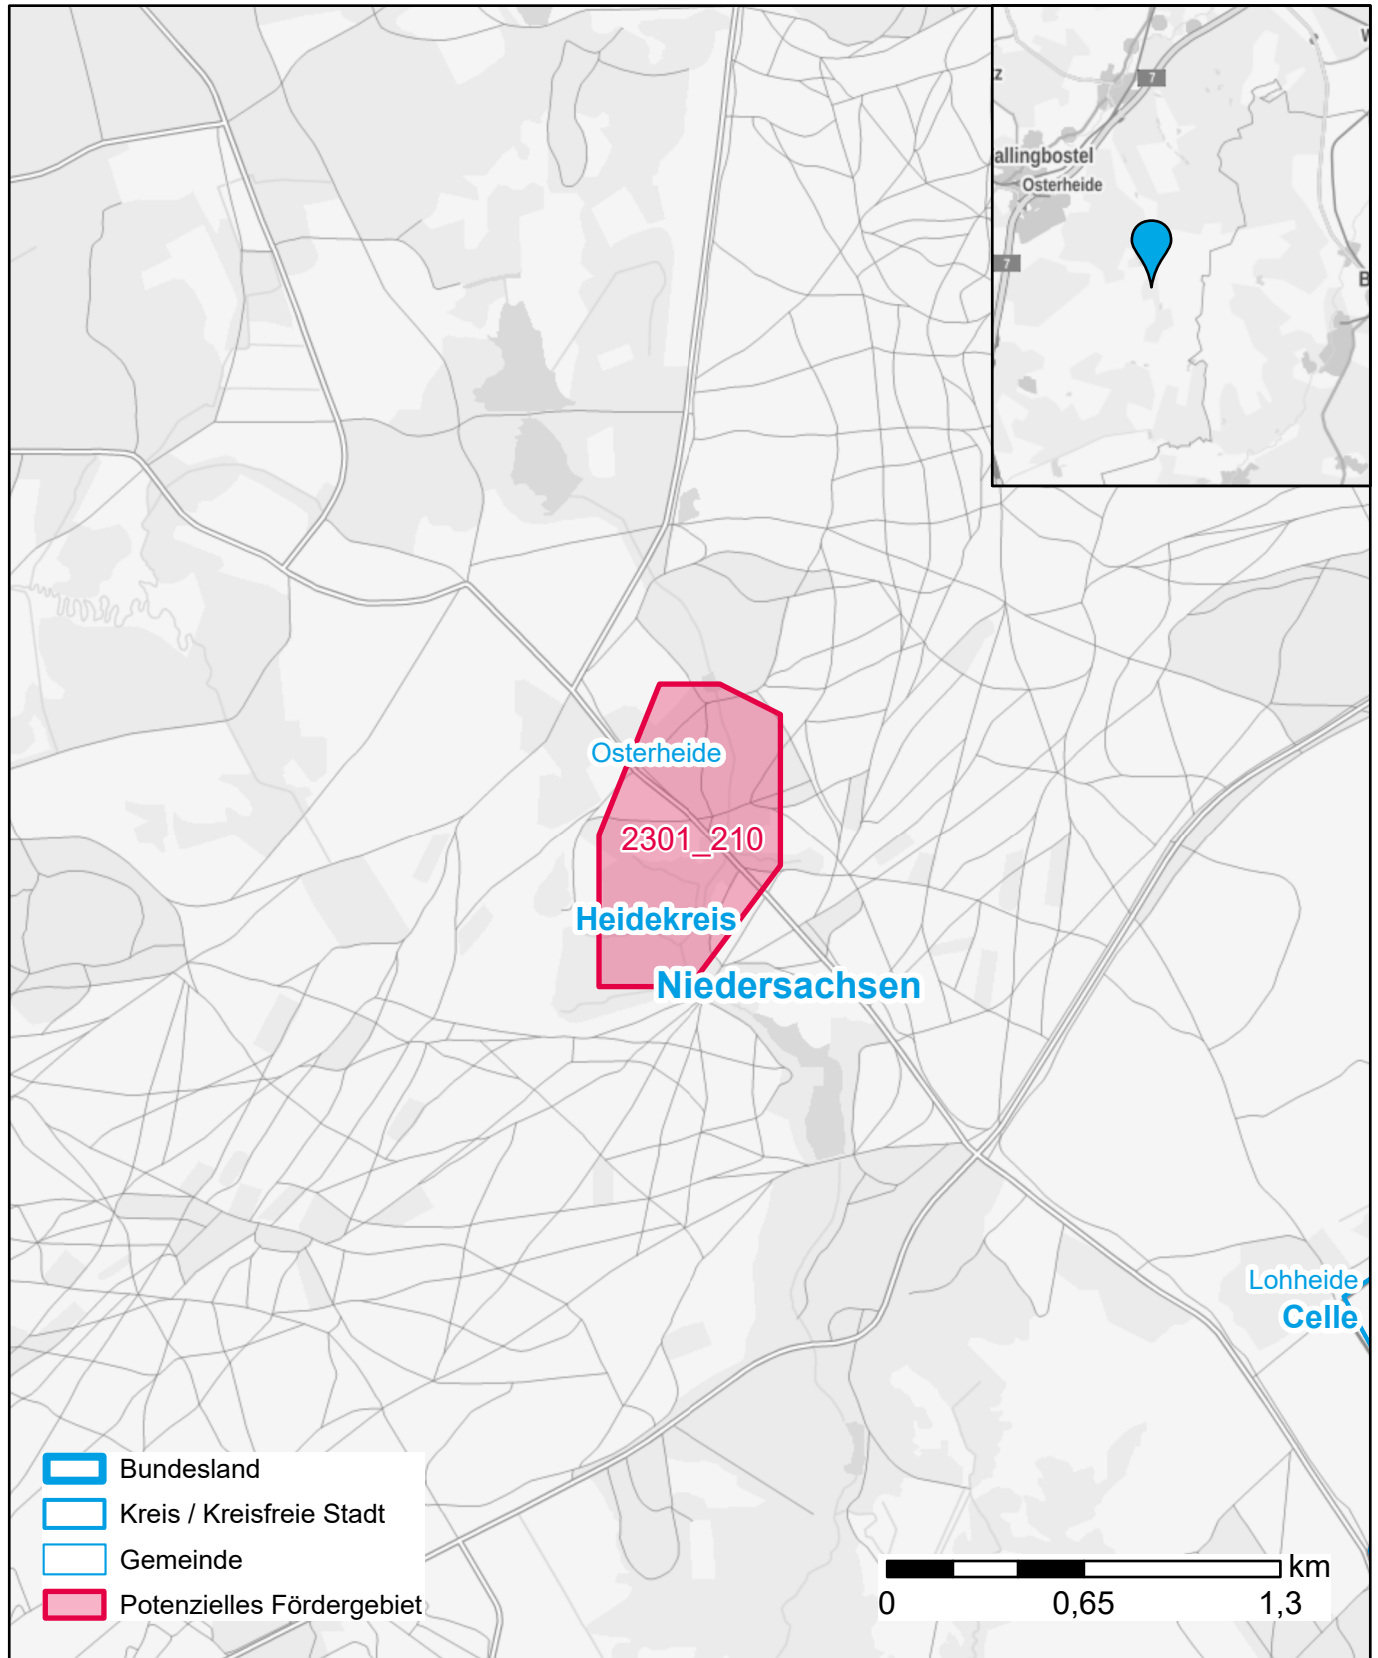 7
allingbostel
Osterheide
7
Osterheide
2301_210
Heidekreis
Niedersachsen
Lohheide
Celle
Bundesland
Kreis / Kreisfreie Stadt
Gemeinde
Potenzielles Fördergebiet
km
0 0,65 1,3